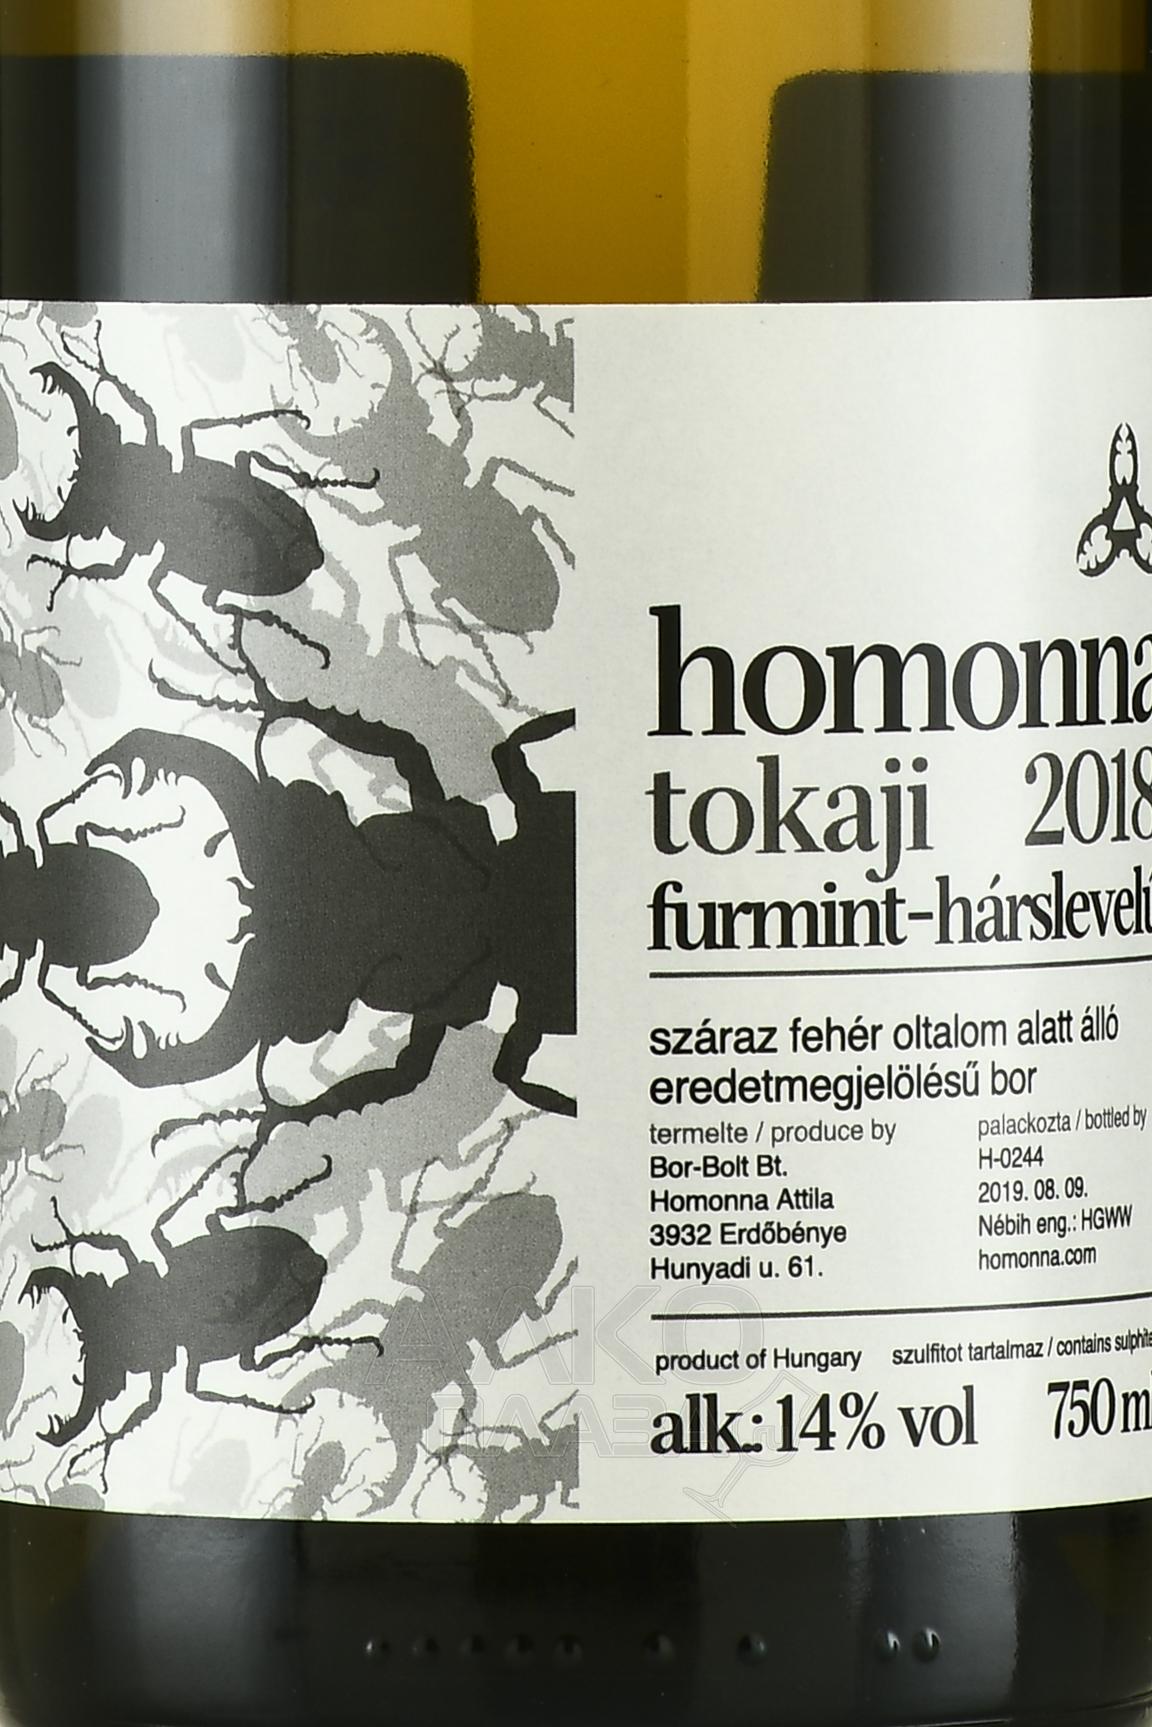 homonna
tokaji 2018
furmint-hárslevelű
száraz fehér oltalom alatt álló
eredetmegjelölésű bor
termelte / produce by
Bor-Bolt Bt.
Homonna Attila
3932 Erdőbénye
Hunyadi u. 61.
palackozta / bottled by
H-0244
2019. 08. 09.
Nébih eng.: HGWW
homonna.com
product of Hungary szulfitot tartalmaz / contains sulphite
alk.: 14% vol 750 ml